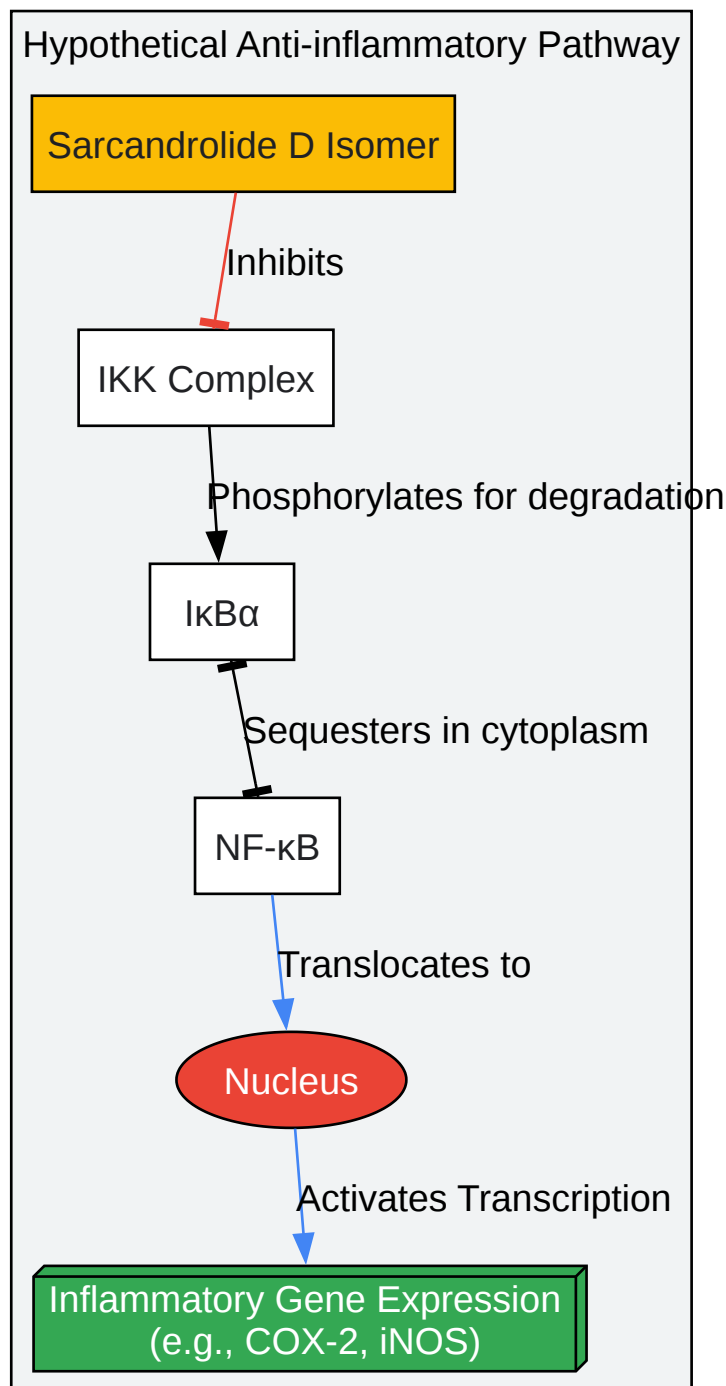 Hypothetical Anti-inflammatory Pathway
Sarcandrolide D Isomer
Inhibits
IKK Complex
Phosphorylates for degradation
IκBα
Sequesters in cytoplasm
NF-κB
Translocates to
Nucleus
Activates Transcription
Inflammatory Gene Expression
(e.g., COX-2, iNOS)